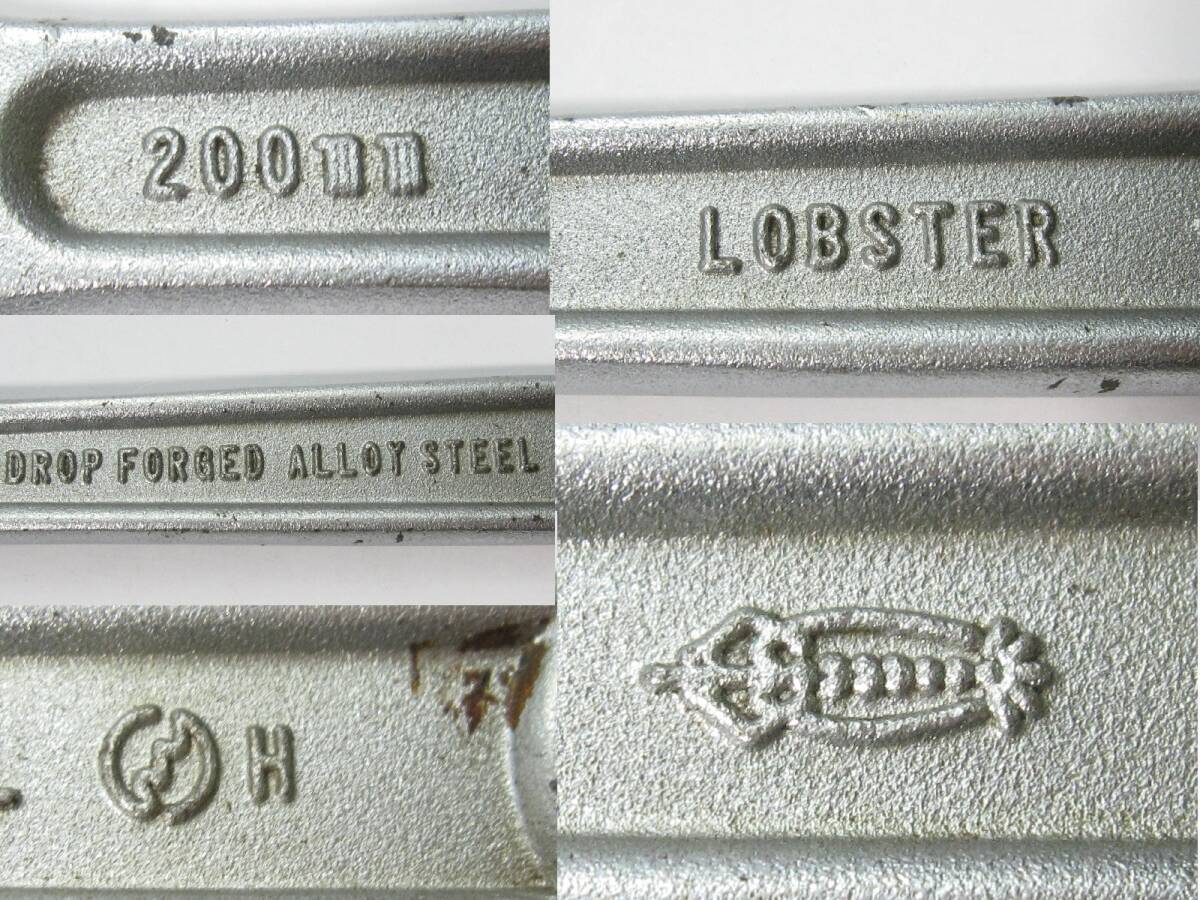 200mm
LOBSTER
DROP FORGED ALLOY STEEL
H